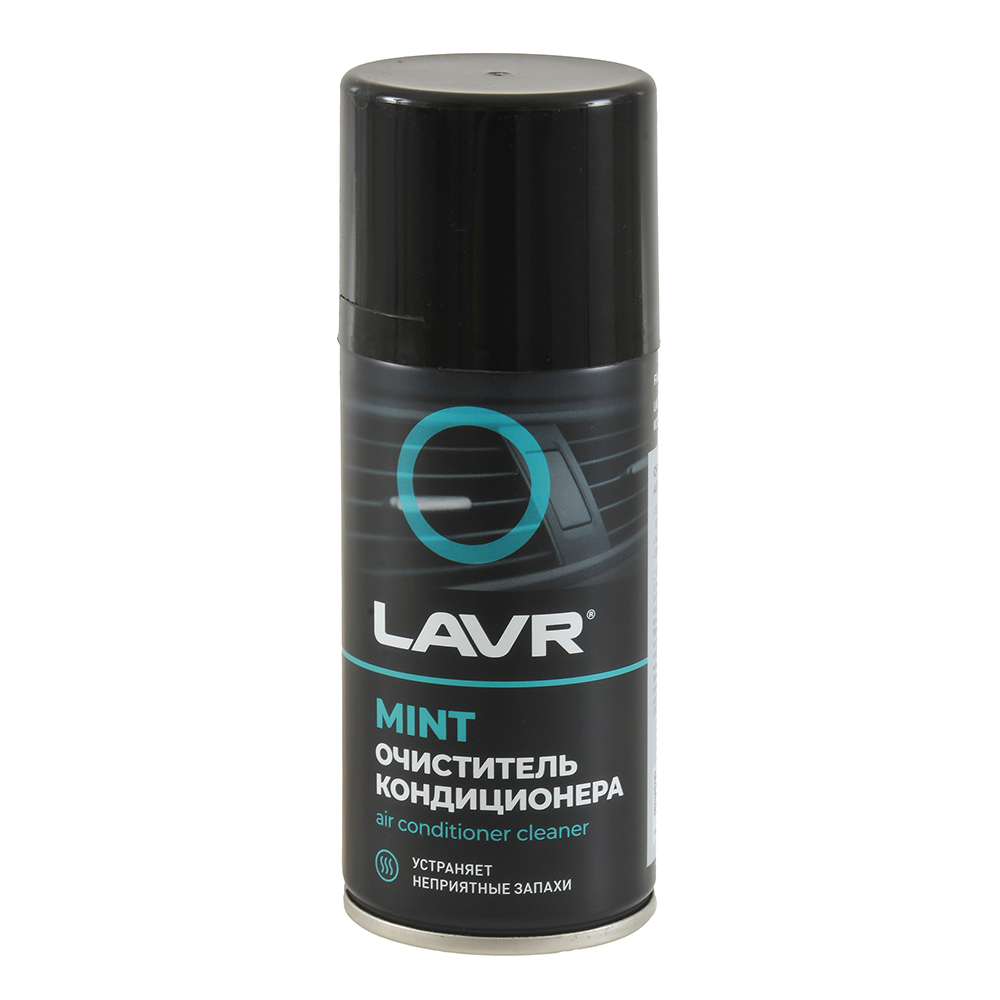 LAVR®
MINT
ОЧИСТИТЕЛЬ
КОНДИЦИОНЕРА
air conditioner cleaner
УСТРАНЯЕТ
НЕПРИЯТНЫЕ ЗАПАХИ